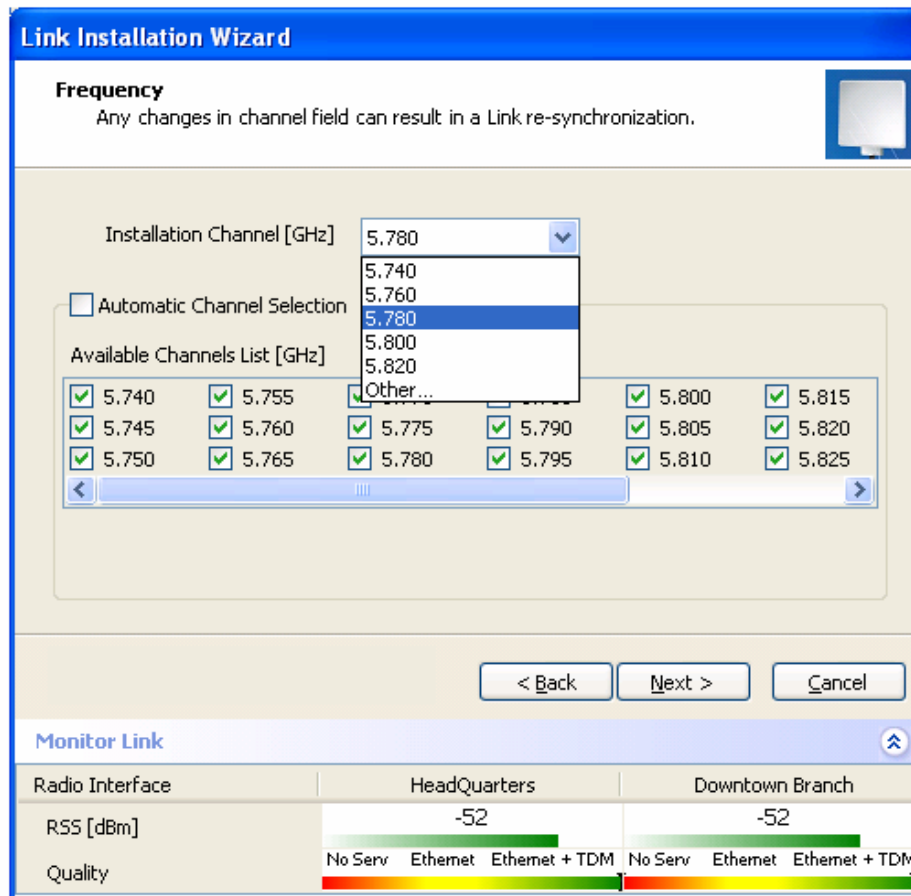 Link Installation Wizard
Frequency
Any changes in channel field can result in a Link re-synchronization.
Installation Channel [GHz] 5.780
5.740
5.760
5.780
5.800
5.820
Other...
Automatic Channel Selection
Available Channels List [GHz]
5.740 5.755 5.800 5.815
5.745 5.760 5.775 5.790 5.805 5.820
5.750 5.765 5.780 5.795 5.810 5.825
< Back Next > Cancel
Monitor Link
Radio Interface HeadQuarters Downtown Branch
RSS [dBm] -52 -52
Quality No Serv Ethernet Ethernet + TDM No Serv Ethernet Ethernet + TDM